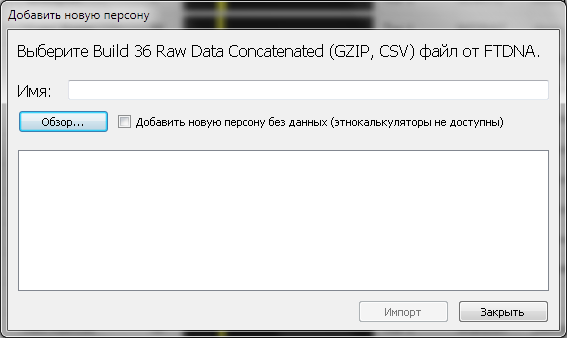 Добавить новую персону
Выберите Build 36 Raw Data Concatenated (GZIP, CSV) файл от FTDNA.
Имя:
Обзор... Добавить новую персону без данных (этнокалькуляторы не доступны)
Импорт Закрыть